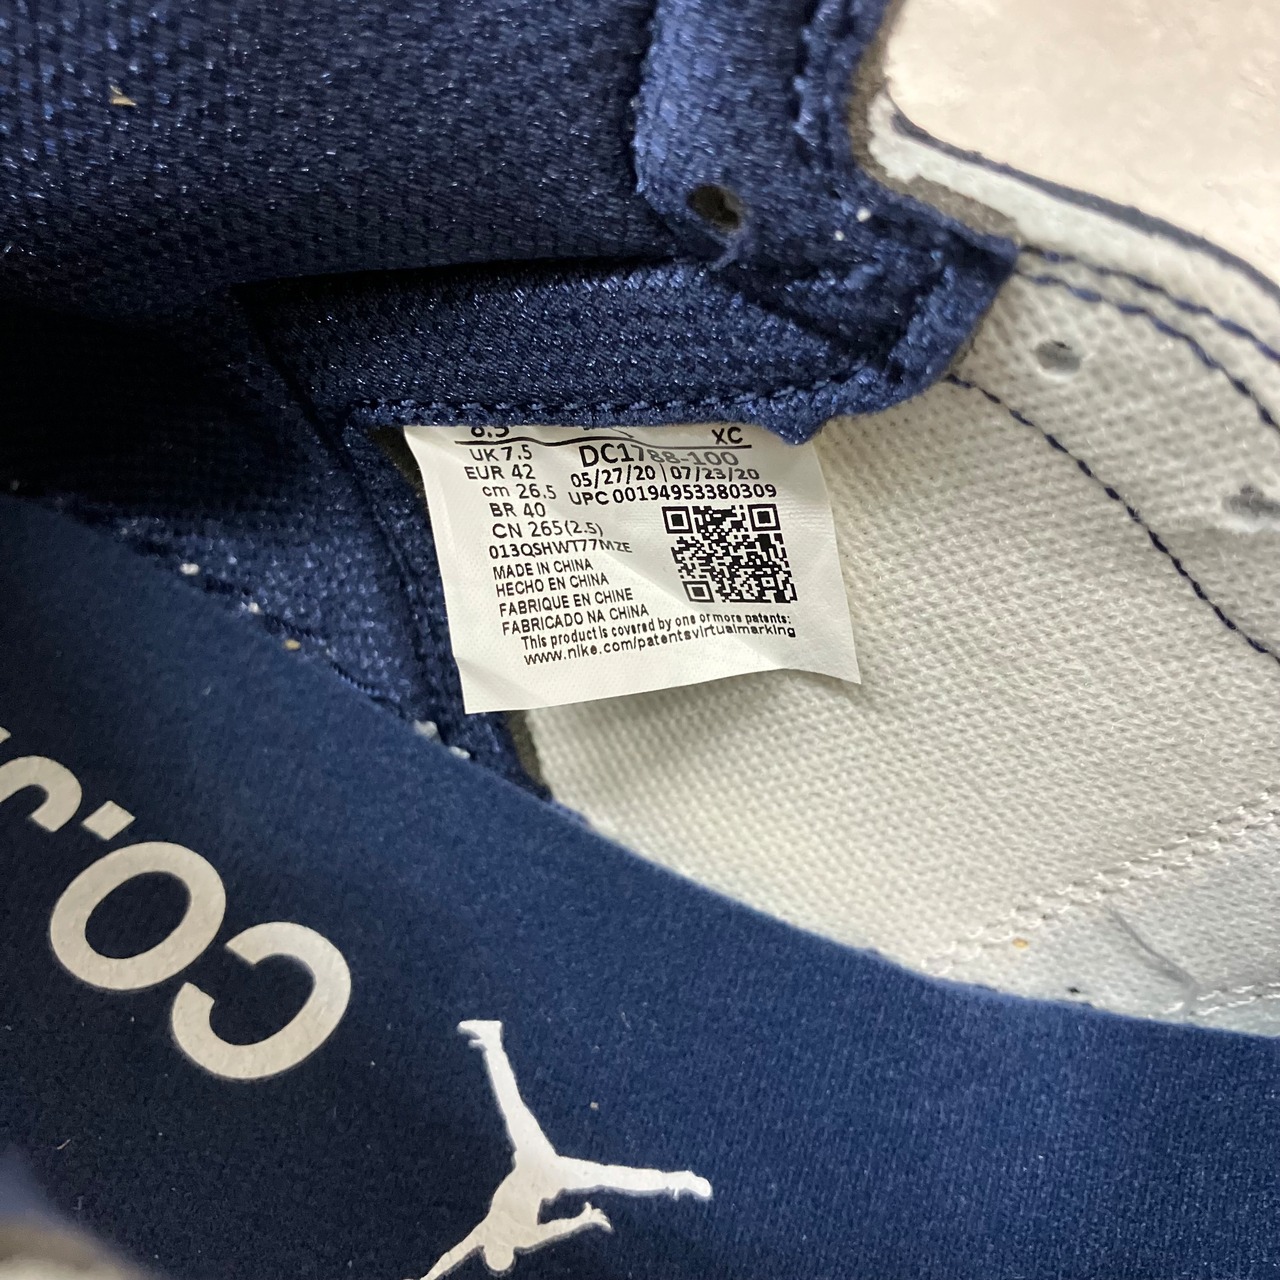 8.5
XC
UK 7.5
DC1788-100
EUR 42
05/27/20 | 07/23/20
cm 26.5
UPC 00194953380309
BR 40
CN 265(2.5)
013QSHWT77MZE
MADE IN CHINA
HECHO EN CHINA
FABRIQUE EN CHINE
FABRICADO NA CHINA
This product is covered by one or more patents:
www.nike.com/patentsvirtualmarking
CO.J